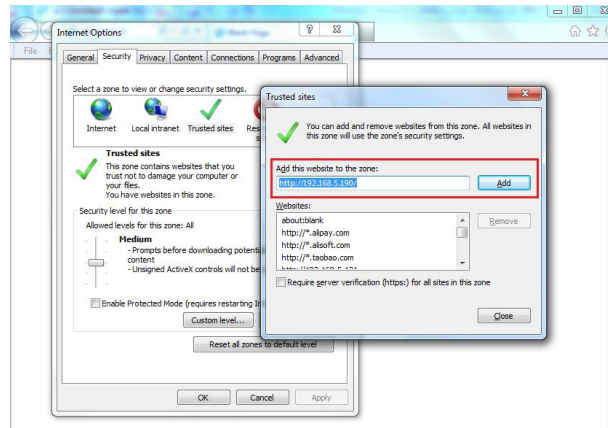 Internet Options
File
General Security Privacy Content Connections Programs Advanced
Select a zone to view or change security settings.
Internet Local intranet Trusted sites
Trusted sites
This zone contains websites that you
trust not to damage your computer or
your files.
You have websites in this zone.
Security level for this zone
Allowed levels for this zone: All
Medium
- Prompts before downloading
content
- Unsigned ActiveX controls will not be
Enable Protected Mode (requires restarting
Custom level...
Reset all zones to default level
OK Cancel Apply
Trusted sites
You can add and remove websites from this zone. All websites in
this zone will use the zone's security settings.
Add this website to the zone:
http://192.168.5.190/
Add
Websites:
about:blank
http://*.alipay.com
http://*.alisoft.com
http://*.taobao.com
Remove
Require server verification (https:) for all sites in this zone
Close